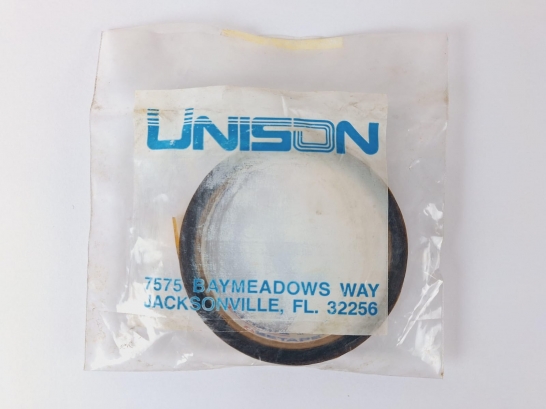 UNISON
7575 BAYMEADOWS WAY
JACKSONVILLE, FL. 32256